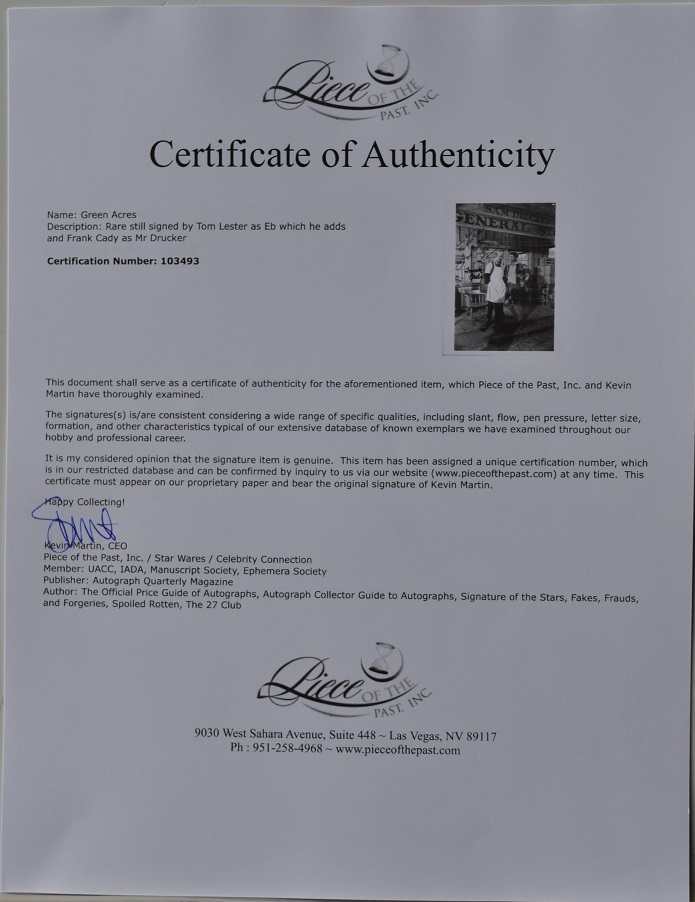 Piece
OF THE
PAST, INC.
Certificate of Authenticity
Name: Green Acres
Description: Rare still signed by Tom Lester as Eb which he adds
and Frank Cady as Mr Drucker
Certification Number: 103493
GENERAL
This document shall serve as a certificate of authenticity for the aforementioned item, which Piece of the Past, Inc. and Kevin
Martin have thoroughly examined.
The signatures(s) is/are consistent considering a wide range of specific qualities, including slant, flow, pen pressure, letter size,
formation, and other characteristics typical of our extensive database of known exemplars we have examined throughout our
hobby and professional career.
It is my considered opinion that the signature item is genuine.  This item has been assigned a unique certification number, which
is in our restricted database and can be confirmed by inquiry to us via our website (www.pieceofthepast.com) at any time.  This
certificate must appear on our proprietary paper and bear the original signature of Kevin Martin.
Happy Collecting!
Kevin Martin, CEO
Piece of the Past, Inc. / Star Wares / Celebrity Connection
Member: UACC, IADA, Manuscript Society, Ephemera Society
Publisher: Autograph Quarterly Magazine
Author: The Official Price Guide of Autographs, Autograph Collector Guide to Autographs, Signature of the Stars, Fakes, Frauds,
and Forgeries, Spoiled Rotten, The 27 Club
Piece
OF THE
PAST, INC.
9030 West Sahara Avenue, Suite 448 ~ Las Vegas, NV 89117
Ph : 951-258-4968 ~ www.pieceofthepast.com